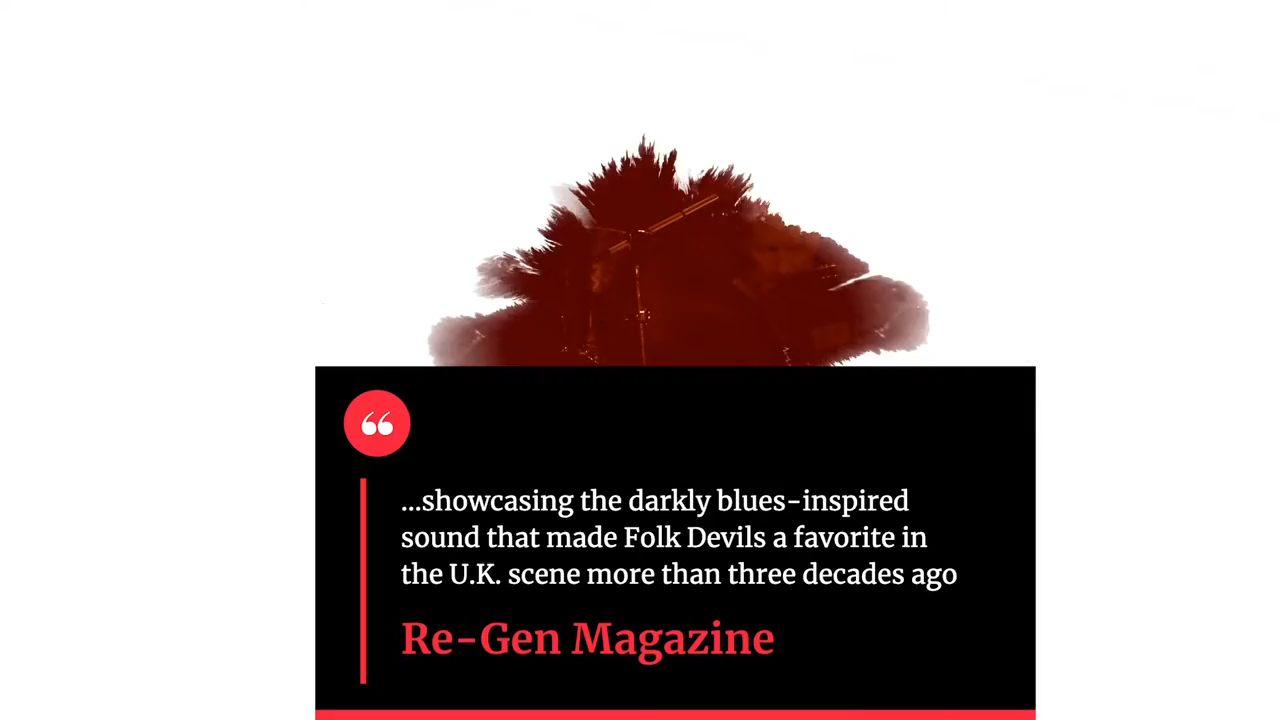 “
...showcasing the darkly blues-inspired
sound that made Folk Devils a favorite in
the U.K. scene more than three decades ago
Re-Gen Magazine